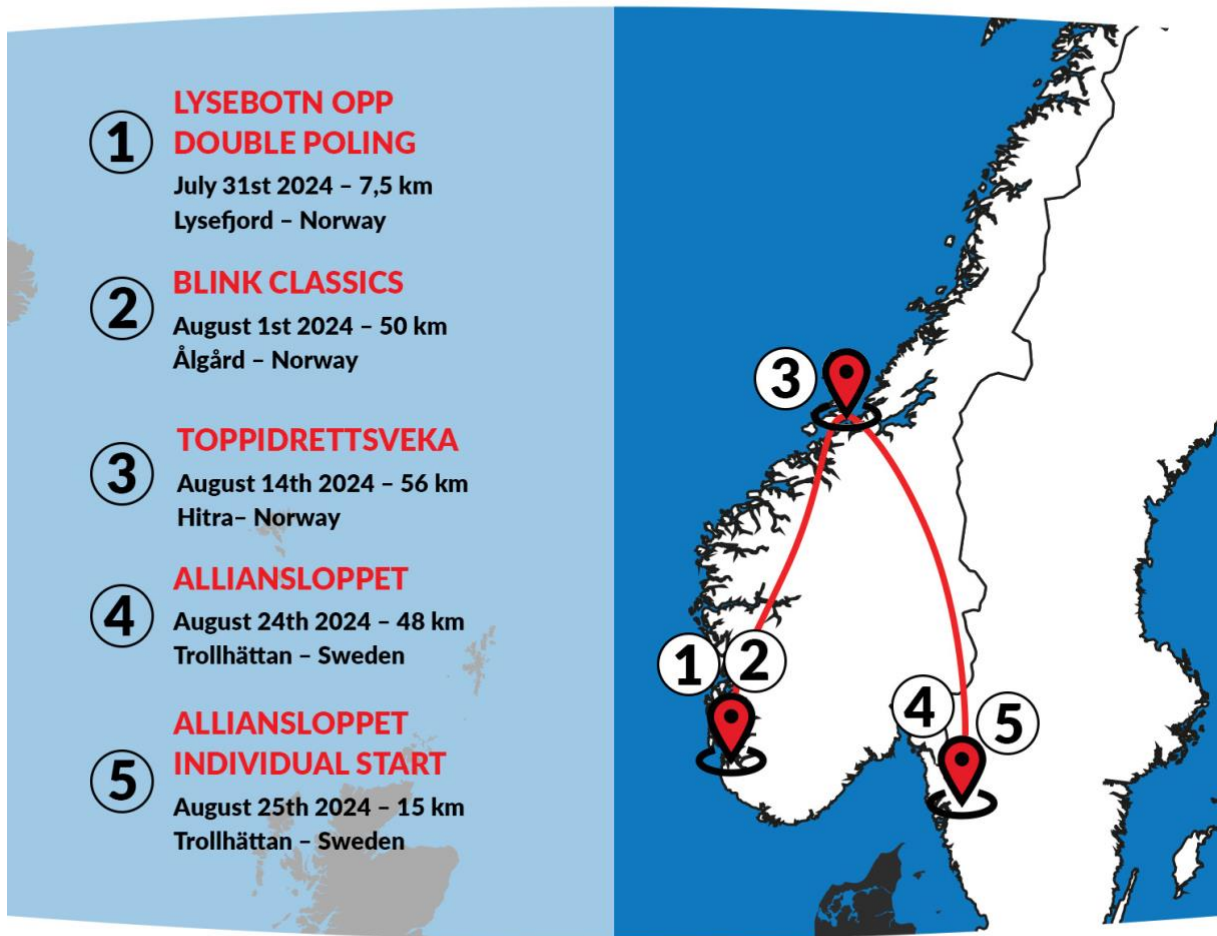 1
LYSEBOTN OPP
DOUBLE POLING
July 31st 2024 – 7,5 km
Lysefjord – Norway
2
BLINK CLASSICS
August 1st 2024 – 50 km
Ålgård – Norway
3
TOPPIDRETTSVEKA
August 14th 2024 – 56 km
Hitra– Norway
4
ALLIANSLOPPET
August 24th 2024 – 48 km
Trollhättan – Sweden
5
ALLIANSLOPPET
INDIVIDUAL START
August 25th 2024 – 15 km
Trollhättan – Sweden
3
1 2
4 5